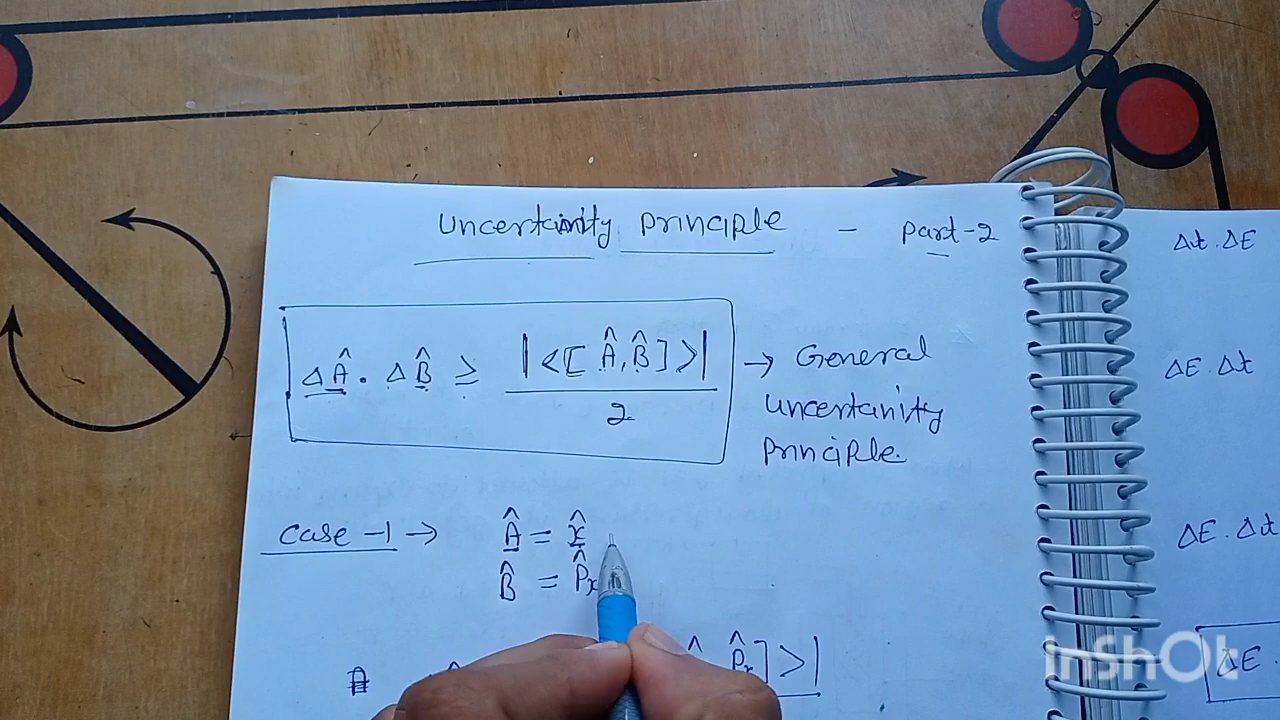 Uncertainity Principle - Part-2
ΔÂ. ΔB̂ ≥ |<[Â,B̂]>| / 2 → General
Uncertainity
Principle.
Case-1 → Â = x̂
B̂ = P̂x
P̂x]>|
Δt.ΔE
ΔE.Δt
ΔE.Δt
ΔE.
InShOt